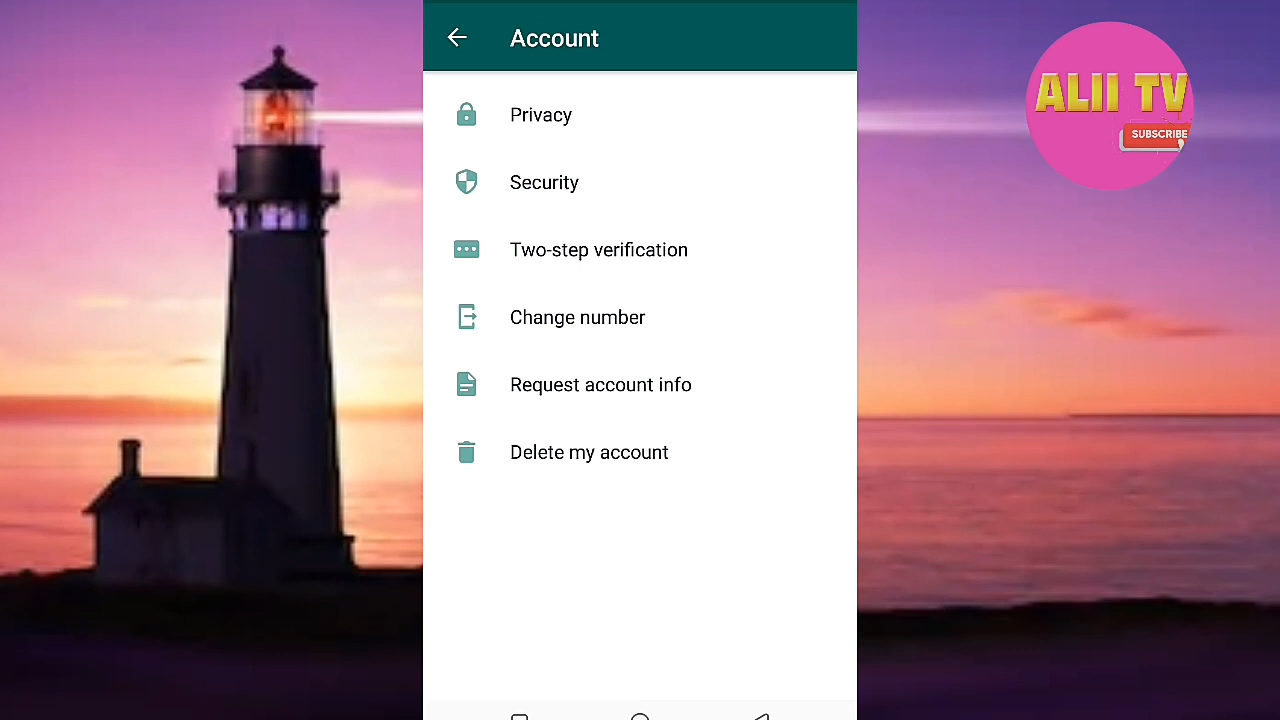 Account
ALII TV
SUBSCRIBE
Privacy
Security
Two-step verification
Change number
Request account info
Delete my account